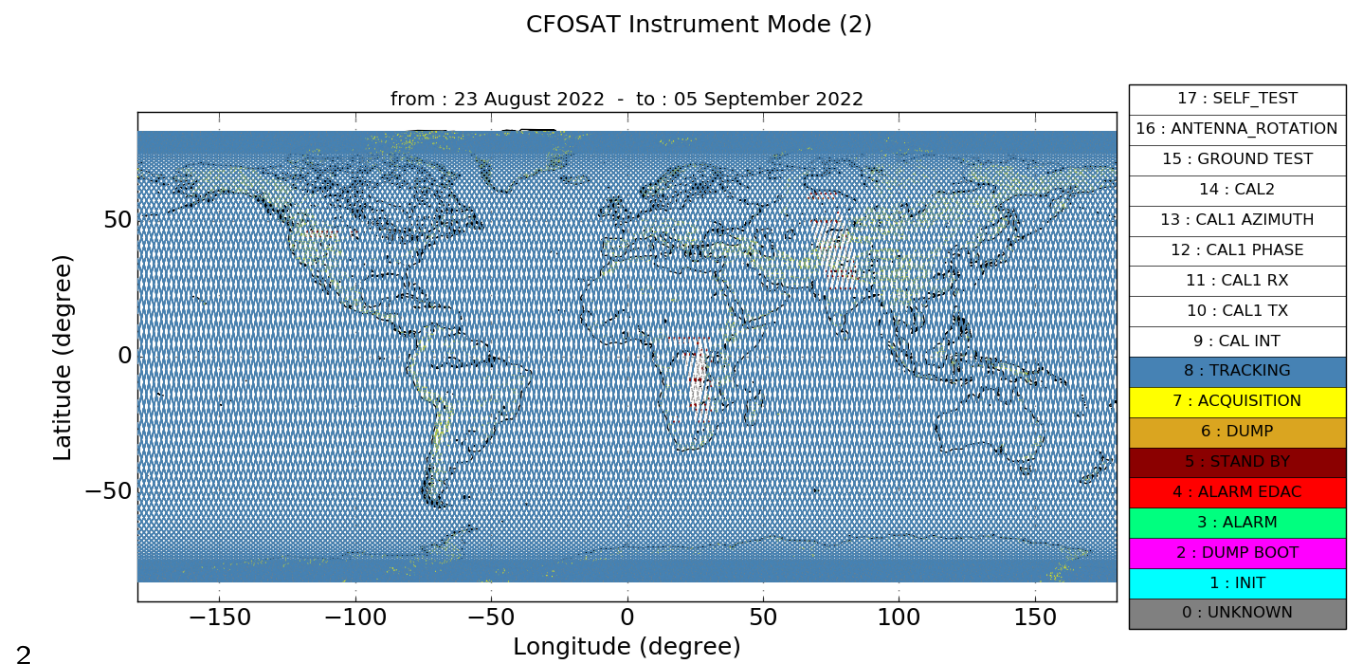 CFOSAT Instrument Mode (2)
from : 23 August 2022 - to : 05 September 2022
17 : SELF_TEST
16 : ANTENNA_ROTATION
15 : GROUND TEST
14 : CAL2
13 : CAL1 AZIMUTH
12 : CAL1 PHASE
11 : CAL1 RX
10 : CAL1 TX
9 : CAL INT
8 : TRACKING
7 : ACQUISITION
6 : DUMP
5 : STAND BY
4 : ALARM EDAC
3 : ALARM
2 : DUMP BOOT
1 : INIT
0 : UNKNOWN
Latitude (degree)
50
0
−50
−150 −100 −50 0 50 100 150
Longitude (degree)
2